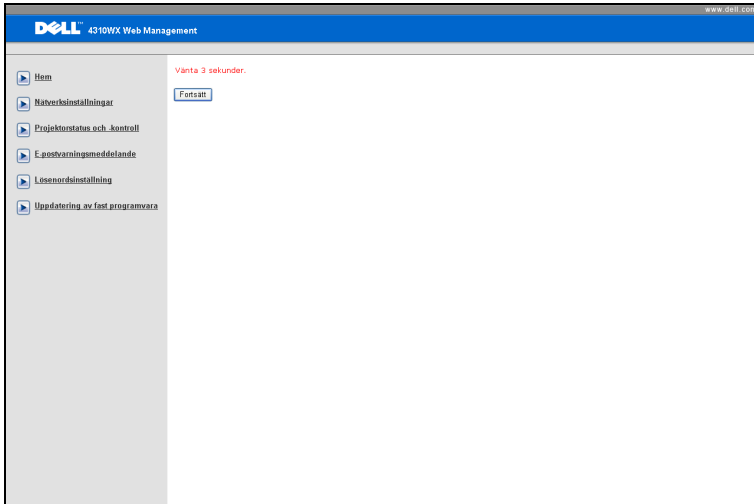 www.dell.com
DELL™ 4310WX Web Management
Hem
Nätverksinställningar
Projektorstatus och -kontroll
E-postvarningsmeddelande
Lösenordsinställning
Uppdatering av fast programvara
Vänta 3 sekunder.
Fortsätt